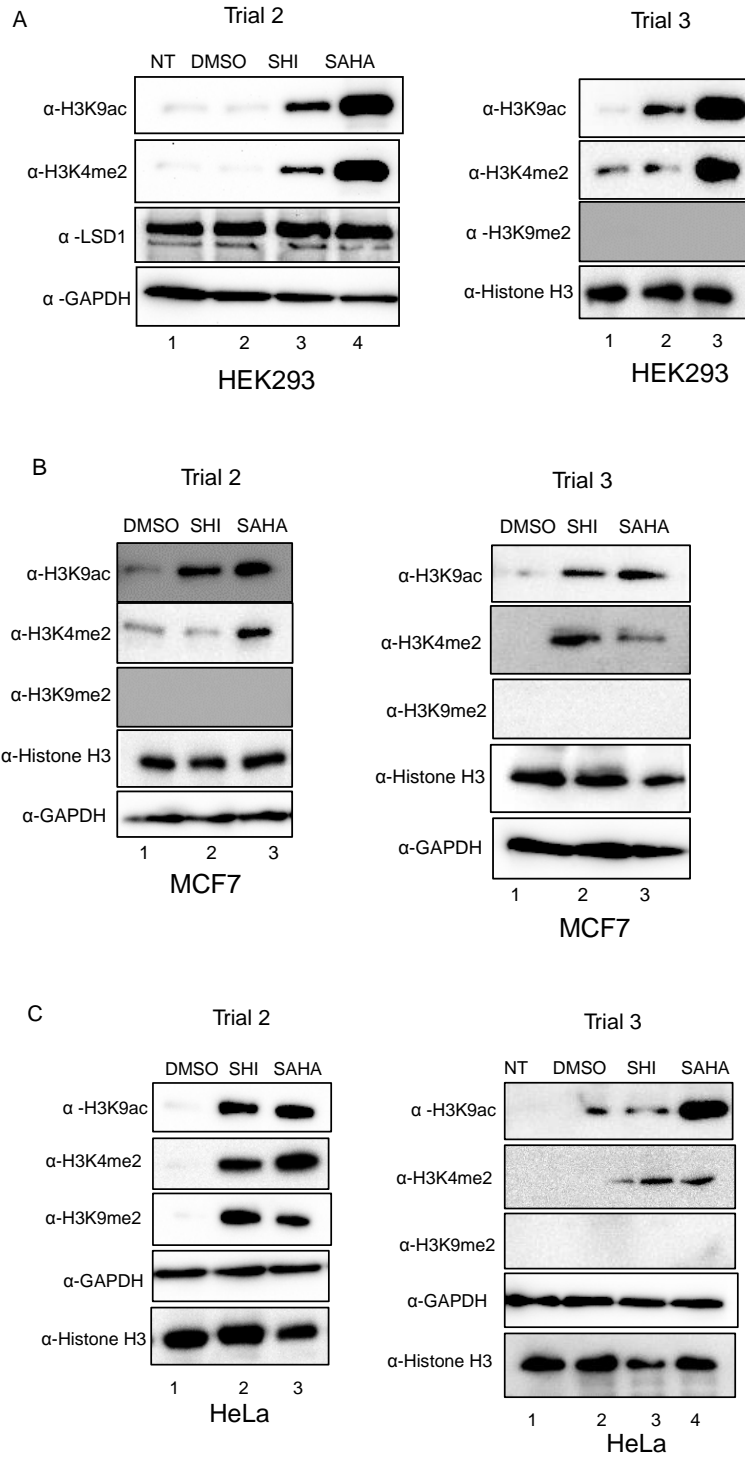 A
Trial 2
NT DMSO SHI SAHA
α-H3K9ac
α-H3K4me2
α -LSD1
α -GAPDH
1 2 3 4
HEK293
Trial 3
α-H3K9ac
α-H3K4me2
α -H3K9me2
α-Histone H3
1 2 3
HEK293
B
Trial 2
DMSO SHI SAHA
α-H3K9ac
α-H3K4me2
α-H3K9me2
α-Histone H3
α-GAPDH
1 2 3
MCF7
Trial 3
DMSO SHI SAHA
α-H3K9ac
α-H3K4me2
α-H3K9me2
α-Histone H3
α-GAPDH
1 2 3
MCF7
C
Trial 2
DMSO SHI SAHA
α -H3K9ac
α-H3K4me2
α-H3K9me2
α-GAPDH
α-Histone H3
1 2 3
HeLa
Trial 3
NT DMSO SHI SAHA
α -H3K9ac
α-H3K4me2
α-H3K9me2
α-GAPDH
α-Histone H3
1 2 3 4
HeLa